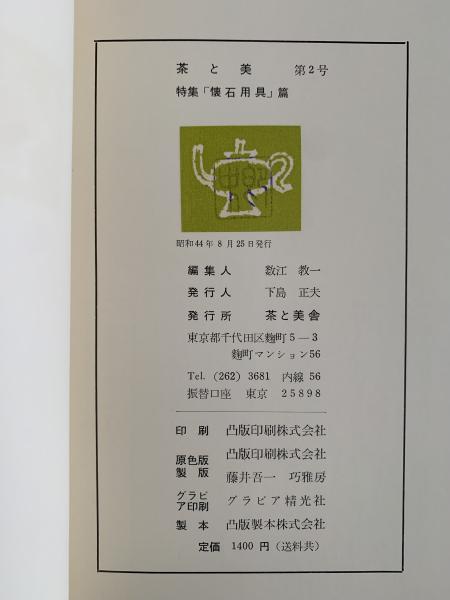 茶と美 第2号
特集「懐石用具」篇
昭和44年8月25日発行
編集人 数江 教一
発行人 下島 正夫
発行所 茶と美舎
東京都千代田区麹町5―3
麹町マンション56
Tel. (262) 3681 内線 56
振替口座 東京 25898
印刷 凸版印刷株式会社
原色版製版 凸版印刷株式会社
藤井吾一 巧雅房
グラビア印刷 グラビア精光社
製本 凸版製本株式会社
定価 1400円(送料共)